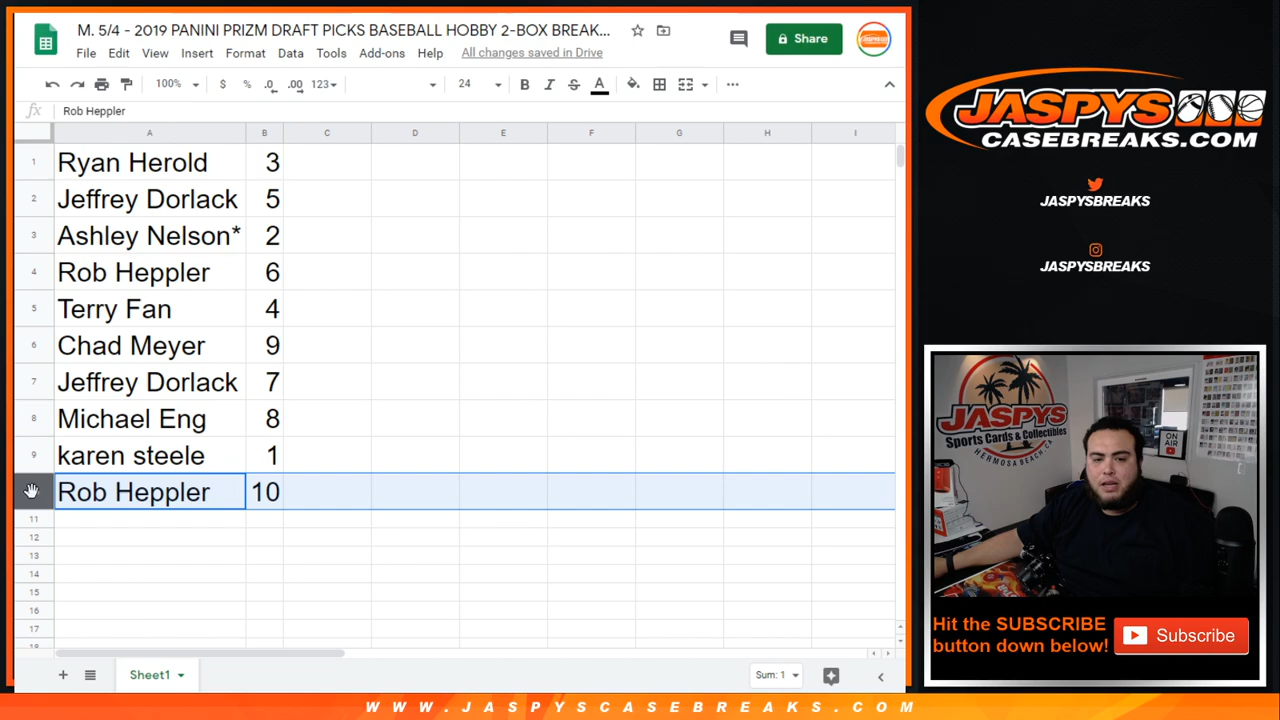 M. 5/4 - 2019 PANINI PRIZM DRAFT PICKS BASEBALL HOBBY 2-BOX BREAK...
Share
File Edit View Insert Format Data Tools Add-ons Help All changes saved in Drive
100% $ % .0 .00 123 24 B I S A ...
fx Rob Heppler
A B C D E F G H I
1 Ryan Herold 3
2 Jeffrey Dorlack 5
3 Ashley Nelson* 2
4 Rob Heppler 6
5 Terry Fan 4
6 Chad Meyer 9
7 Jeffrey Dorlack 7
8 Michael Eng 8
9 karen steele 1
Rob Heppler 10
11
12
13
14
15
16
17
18
Sheet1
Sum: 1
JASPYS
CASEBREAKS.COM
JASPYSBREAKS
JASPYSBREAKS
JASPYS
Sports Cards & Collectibles
HERMOSA BEACH, CA
ON AIR
Hit the SUBSCRIBE
button down below!
Subscribe
WWW.JASPYSCASEBREAKS.COM